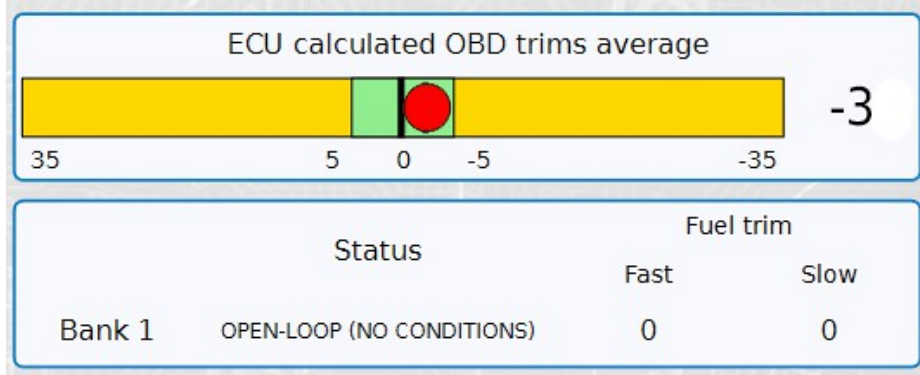 ECU calculated OBD trims average
-3
35 5 0 -5 -35
Fuel trim
Status
Fast Slow
Bank 1 OPEN-LOOP (NO CONDITIONS) 0 0